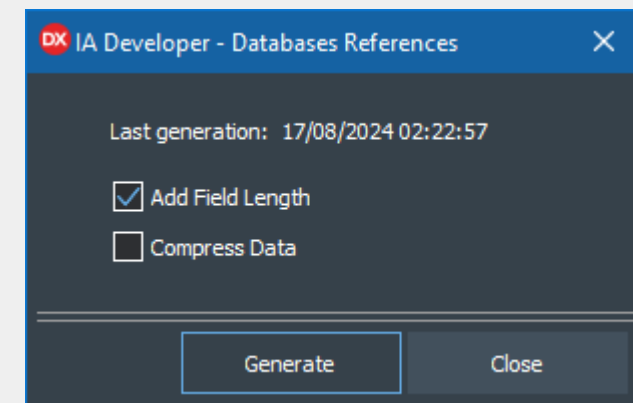 DX IA Developer - Databases References
Last generation: 17/08/2024 02:22:57
Add Field Length
Compress Data
Generate Close